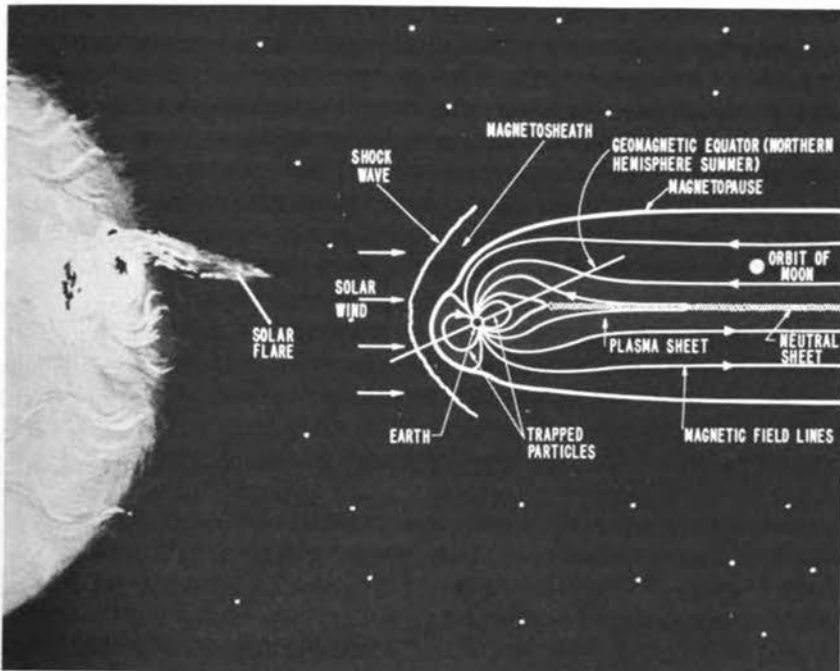 MAGNETOSHEATH
SHOCK
WAVE
GEOMAGNETIC EQUATOR (NORTHERN
HEMISPHERE SUMMER)
MAGNETOPAUSE
SOLAR
WIND
ORBIT OF
MOON
SOLAR
FLARE
PLASMA SHEET
NEUTRAL
SHEET
EARTH
TRAPPED
PARTICLES
MAGNETIC FIELD LINES